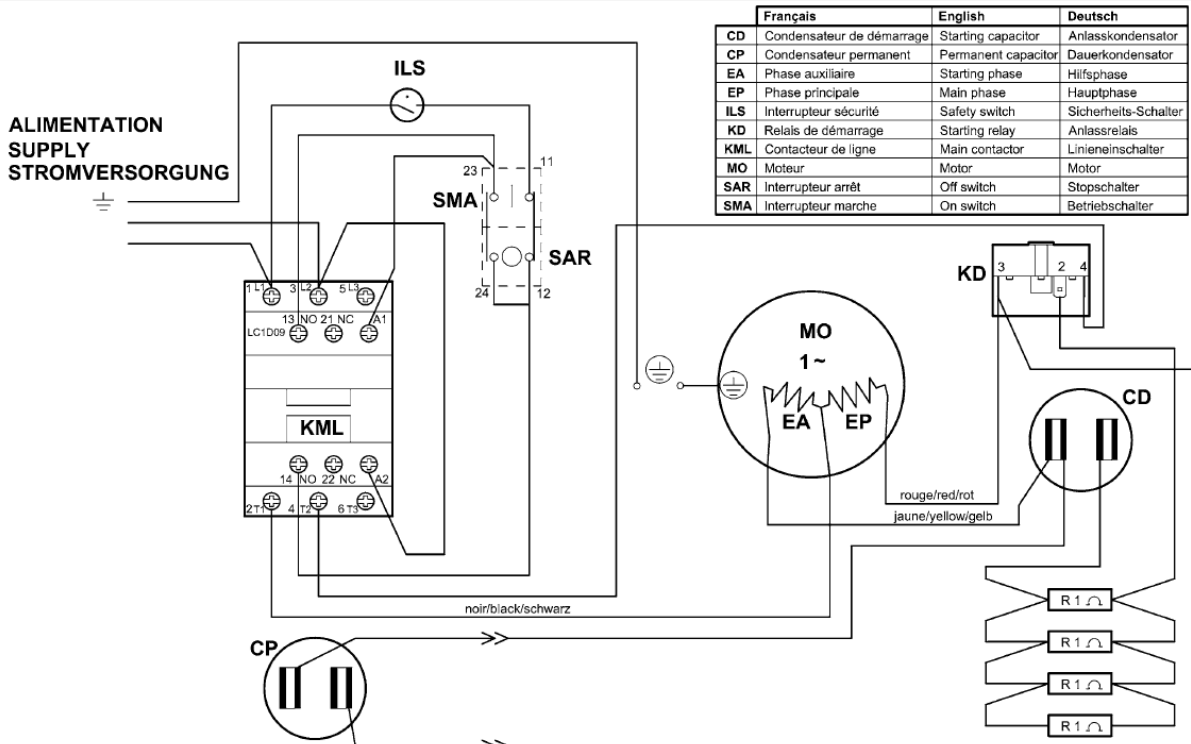 Français English Deutsch
CD Condensateur de démarrage Starting capacitor Anlasskondensator
CP Condensateur permanent Permanent capacitor Dauerkondensator
EA Phase auxiliaire Starting phase Hilfsphase
EP Phase principale Main phase Hauptphase
ILS Interrupteur sécurité Safety switch Sicherheits-Schalter
KD Relais de démarrage Starting relay Anlassrelais
KML Contacteur de ligne Main contactor Linieneinschalter
MO Moteur Motor Motor
SAR Interrupteur arrêt Off switch Stopschalter
SMA Interrupteur marche On switch Betriebschalter
ILS
ALIMENTATION
SUPPLY
STROMVERSORGUNG
23 11
SMA
SAR
24 12
1 L1 3 L2 5 L3
13 NO 21 NC A1
LC1D09
KML
14 NO 22 NC A2
2 T1 4 T2 6 T3
KD
3 2 4
MO
1~
EA EP
CD
rouge/red/rot
jaune/yellow/gelb
noir/black/schwarz
CP
R 1
R 1
R 1
R 1